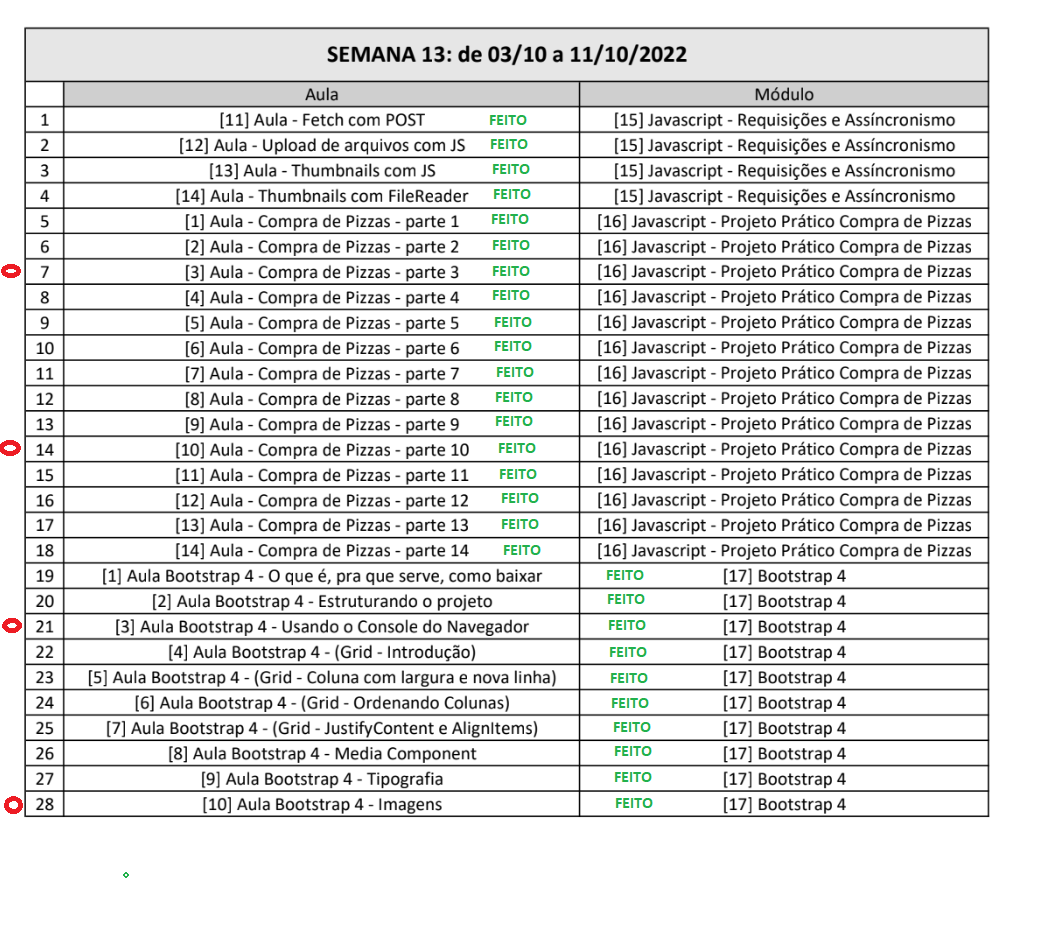 SEMANA 13: de 03/10 a 11/10/2022
Aula Módulo
1 [11] Aula - Fetch com POST FEITO [15] Javascript - Requisições e Assíncronismo
2 [12] Aula - Upload de arquivos com JS FEITO [15] Javascript - Requisições e Assíncronismo
3 [13] Aula - Thumbnails com JS FEITO [15] Javascript - Requisições e Assíncronismo
4 [14] Aula - Thumbnails com FileReader FEITO [15] Javascript - Requisições e Assíncronismo
5 [1] Aula - Compra de Pizzas - parte 1 FEITO [16] Javascript - Projeto Prático Compra de Pizzas
6 [2] Aula - Compra de Pizzas - parte 2 FEITO [16] Javascript - Projeto Prático Compra de Pizzas
7 [3] Aula - Compra de Pizzas - parte 3 FEITO [16] Javascript - Projeto Prático Compra de Pizzas
8 [4] Aula - Compra de Pizzas - parte 4 FEITO [16] Javascript - Projeto Prático Compra de Pizzas
9 [5] Aula - Compra de Pizzas - parte 5 FEITO [16] Javascript - Projeto Prático Compra de Pizzas
10 [6] Aula - Compra de Pizzas - parte 6 FEITO [16] Javascript - Projeto Prático Compra de Pizzas
11 [7] Aula - Compra de Pizzas - parte 7 FEITO [16] Javascript - Projeto Prático Compra de Pizzas
12 [8] Aula - Compra de Pizzas - parte 8 FEITO [16] Javascript - Projeto Prático Compra de Pizzas
13 [9] Aula - Compra de Pizzas - parte 9 FEITO [16] Javascript - Projeto Prático Compra de Pizzas
14 [10] Aula - Compra de Pizzas - parte 10 FEITO [16] Javascript - Projeto Prático Compra de Pizzas
15 [11] Aula - Compra de Pizzas - parte 11 FEITO [16] Javascript - Projeto Prático Compra de Pizzas
16 [12] Aula - Compra de Pizzas - parte 12 FEITO [16] Javascript - Projeto Prático Compra de Pizzas
17 [13] Aula - Compra de Pizzas - parte 13 FEITO [16] Javascript - Projeto Prático Compra de Pizzas
18 [14] Aula - Compra de Pizzas - parte 14 FEITO [16] Javascript - Projeto Prático Compra de Pizzas
19 [1] Aula Bootstrap 4 - O que é, pra que serve, como baixar FEITO [17] Bootstrap 4
20 [2] Aula Bootstrap 4 - Estruturando o projeto FEITO [17] Bootstrap 4
21 [3] Aula Bootstrap 4 - Usando o Console do Navegador FEITO [17] Bootstrap 4
22 [4] Aula Bootstrap 4 - (Grid - Introdução) FEITO [17] Bootstrap 4
23 [5] Aula Bootstrap 4 - (Grid - Coluna com largura e nova linha) FEITO [17] Bootstrap 4
24 [6] Aula Bootstrap 4 - (Grid - Ordenando Colunas) FEITO [17] Bootstrap 4
25 [7] Aula Bootstrap 4 - (Grid - JustifyContent e AlignItems) FEITO [17] Bootstrap 4
26 [8] Aula Bootstrap 4 - Media Component FEITO [17] Bootstrap 4
27 [9] Aula Bootstrap 4 - Tipografia FEITO [17] Bootstrap 4
28 [10] Aula Bootstrap 4 - Imagens FEITO [17] Bootstrap 4